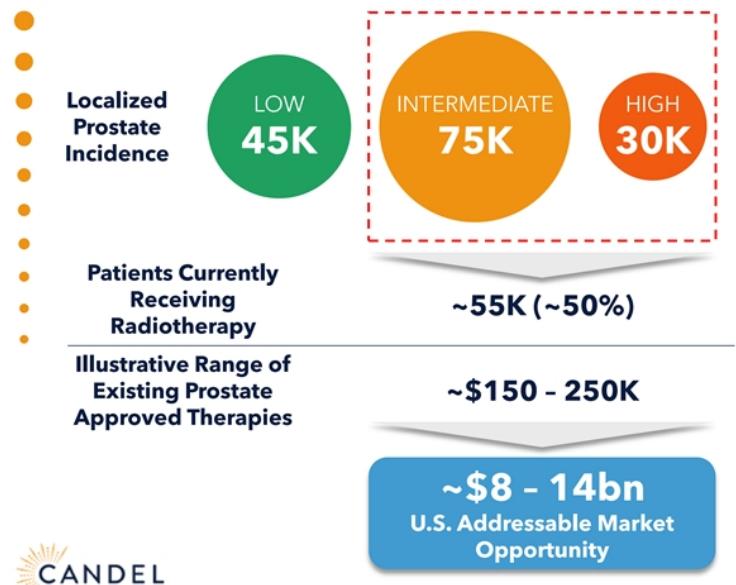 Localized
Prostate
Incidence
LOW
45K
INTERMEDIATE
75K
HIGH
30K
Patients Currently
Receiving
Radiotherapy
~55K (~50%)
Illustrative Range of
Existing Prostate
Approved Therapies
~$150 – 250K
~$8 – 14bn
U.S. Addressable Market
Opportunity
CANDEL